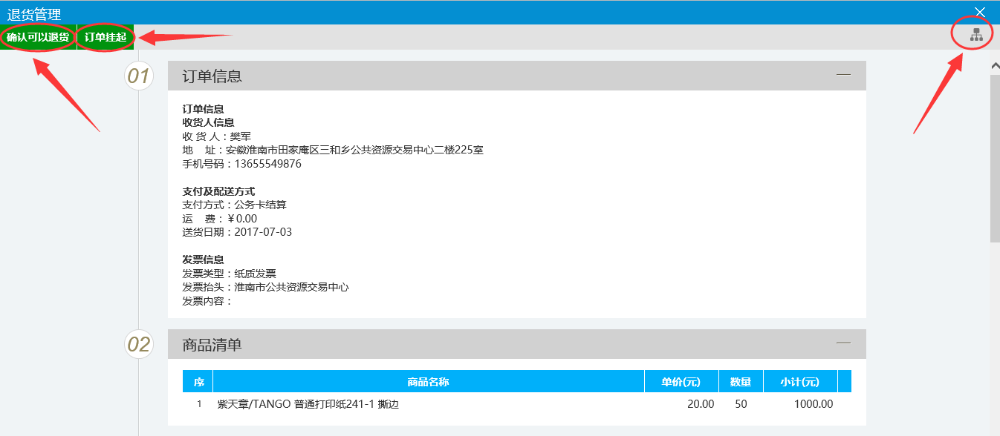 退货管理
确认可以退货 订单挂起
01 订单信息
订单信息
收货人信息
收 货 人：樊军
地    址：安徽淮南市田家庵区三和乡公共资源交易中心二楼225室
手机号码：13655549876
支付及配送方式
支付方式：公务卡结算
运    费：￥0.00
送货日期：2017-07-03
发票信息
发票类型：纸质发票
发票抬头：淮南市公共资源交易中心
发票内容：
02 商品清单
序 商品名称 单价(元) 数量 小计(元)
1 紫天章/TANGO 普通打印纸241-1 撕边 20.00 50 1000.00